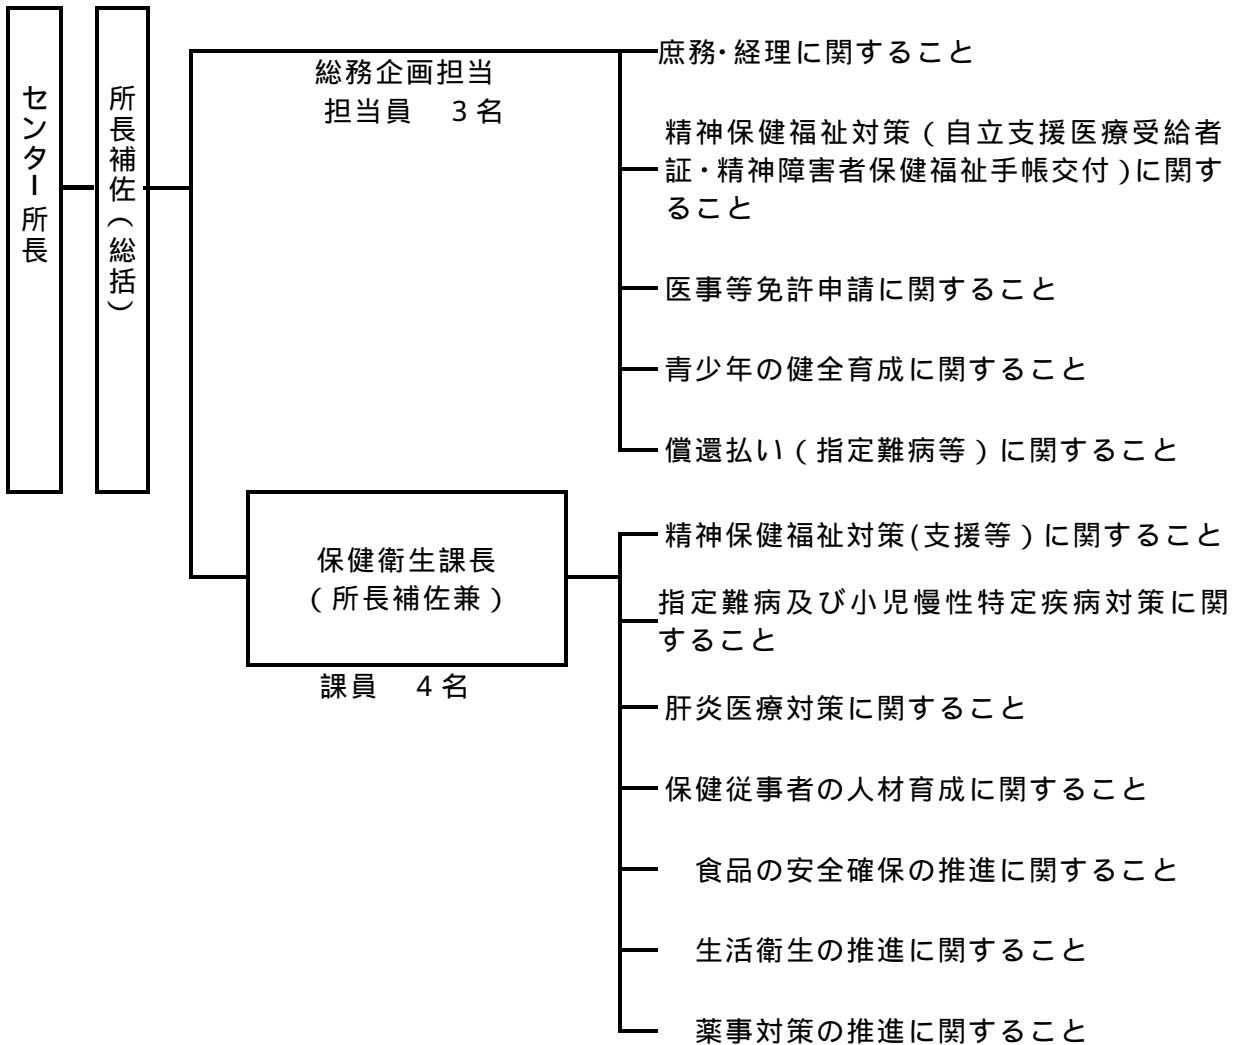 センター所長
所長補佐（総括）
総務企画担当
担当員　３名
庶務・経理に関すること
精神保健福祉対策（自立支援医療受給者
証・精神障害者保健福祉手帳交付)に関す
ること
医事等免許申請に関すること
青少年の健全育成に関すること
償還払い（指定難病等）に関すること
保健衛生課長
（所長補佐兼）
課員　４名
精神保健福祉対策(支援等）に関すること
指定難病及び小児慢性特定疾病対策に関
すること
肝炎医療対策に関すること
保健従事者の人材育成に関すること
食品の安全確保の推進に関すること
生活衛生の推進に関すること
薬事対策の推進に関すること